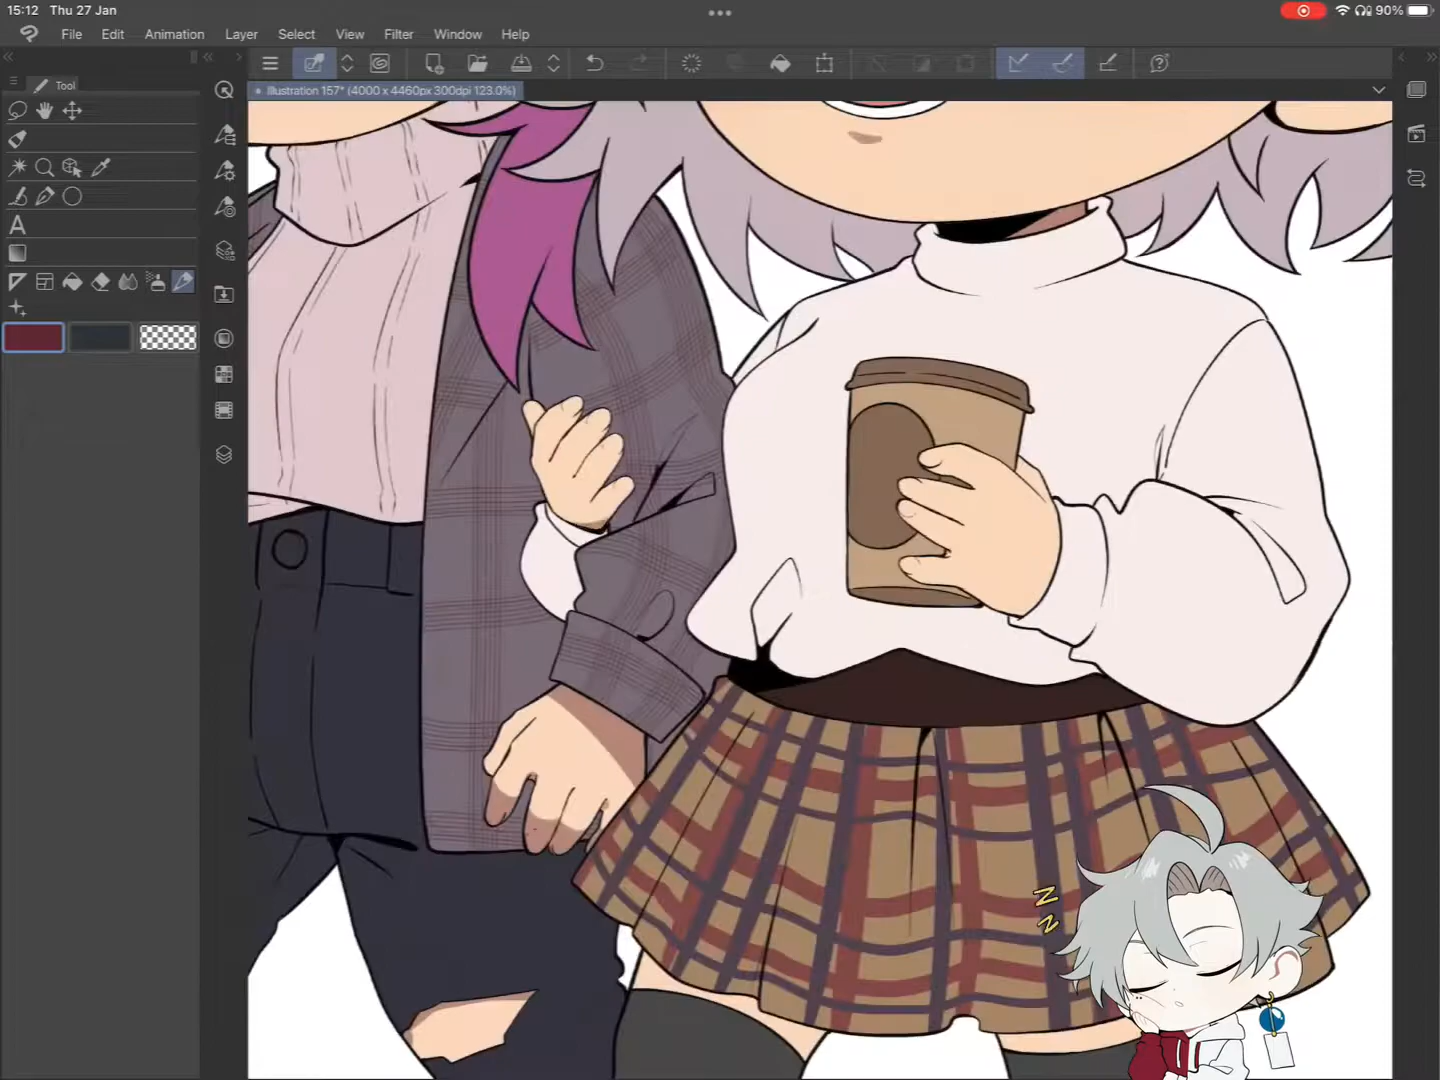 15:12 Thu 27 Jan
90%
File Edit Animation Layer Select View Filter Window Help
Tool
Illustration 157* (4000 x 4460px 300dpi 123.0%)
A
Z
Z